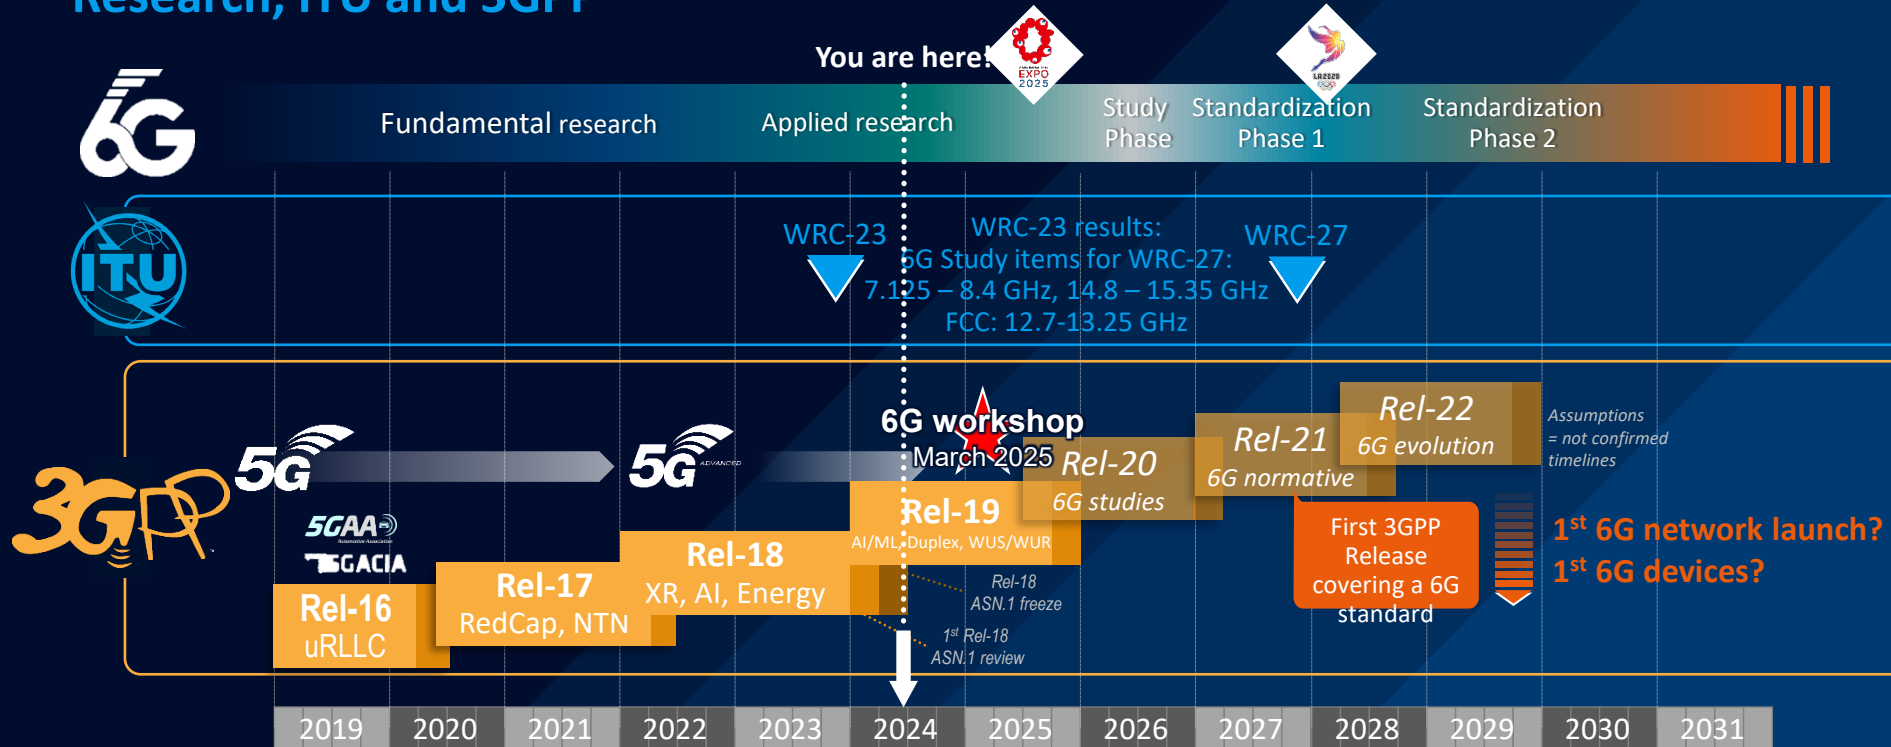 Research, ITU and 3GPP
You are here!
EXPO
2025
LA2028
6G
Fundamental research
Applied research
Study
Phase
Standardization
Phase 1
Standardization
Phase 2
ITU
WRC-23
WRC-23 results:
6G Study items for WRC-27:
7.125 – 8.4 GHz, 14.8 – 15.35 GHz
FCC: 12.7-13.25 GHz
WRC-27
3GPP
5G
5G ADVANCED
6G workshop
March 2025
5GAA
Automotive Association
5GACIA
Rel-16
uRLLC
Rel-17
RedCap, NTN
Rel-18
XR, AI, Energy
Rel-19
AI/ML, Duplex, WUS/WUR
Rel-20
6G studies
Rel-21
6G normative
Rel-22
6G evolution
Assumptions
= not confirmed
timelines
Rel-18
ASN.1 freeze
1st Rel-18
ASN.1 review
First 3GPP
Release
covering a 6G
standard
1st 6G network launch?
1st 6G devices?
2019 2020 2021 2022 2023 2024 2025 2026 2027 2028 2029 2030 2031